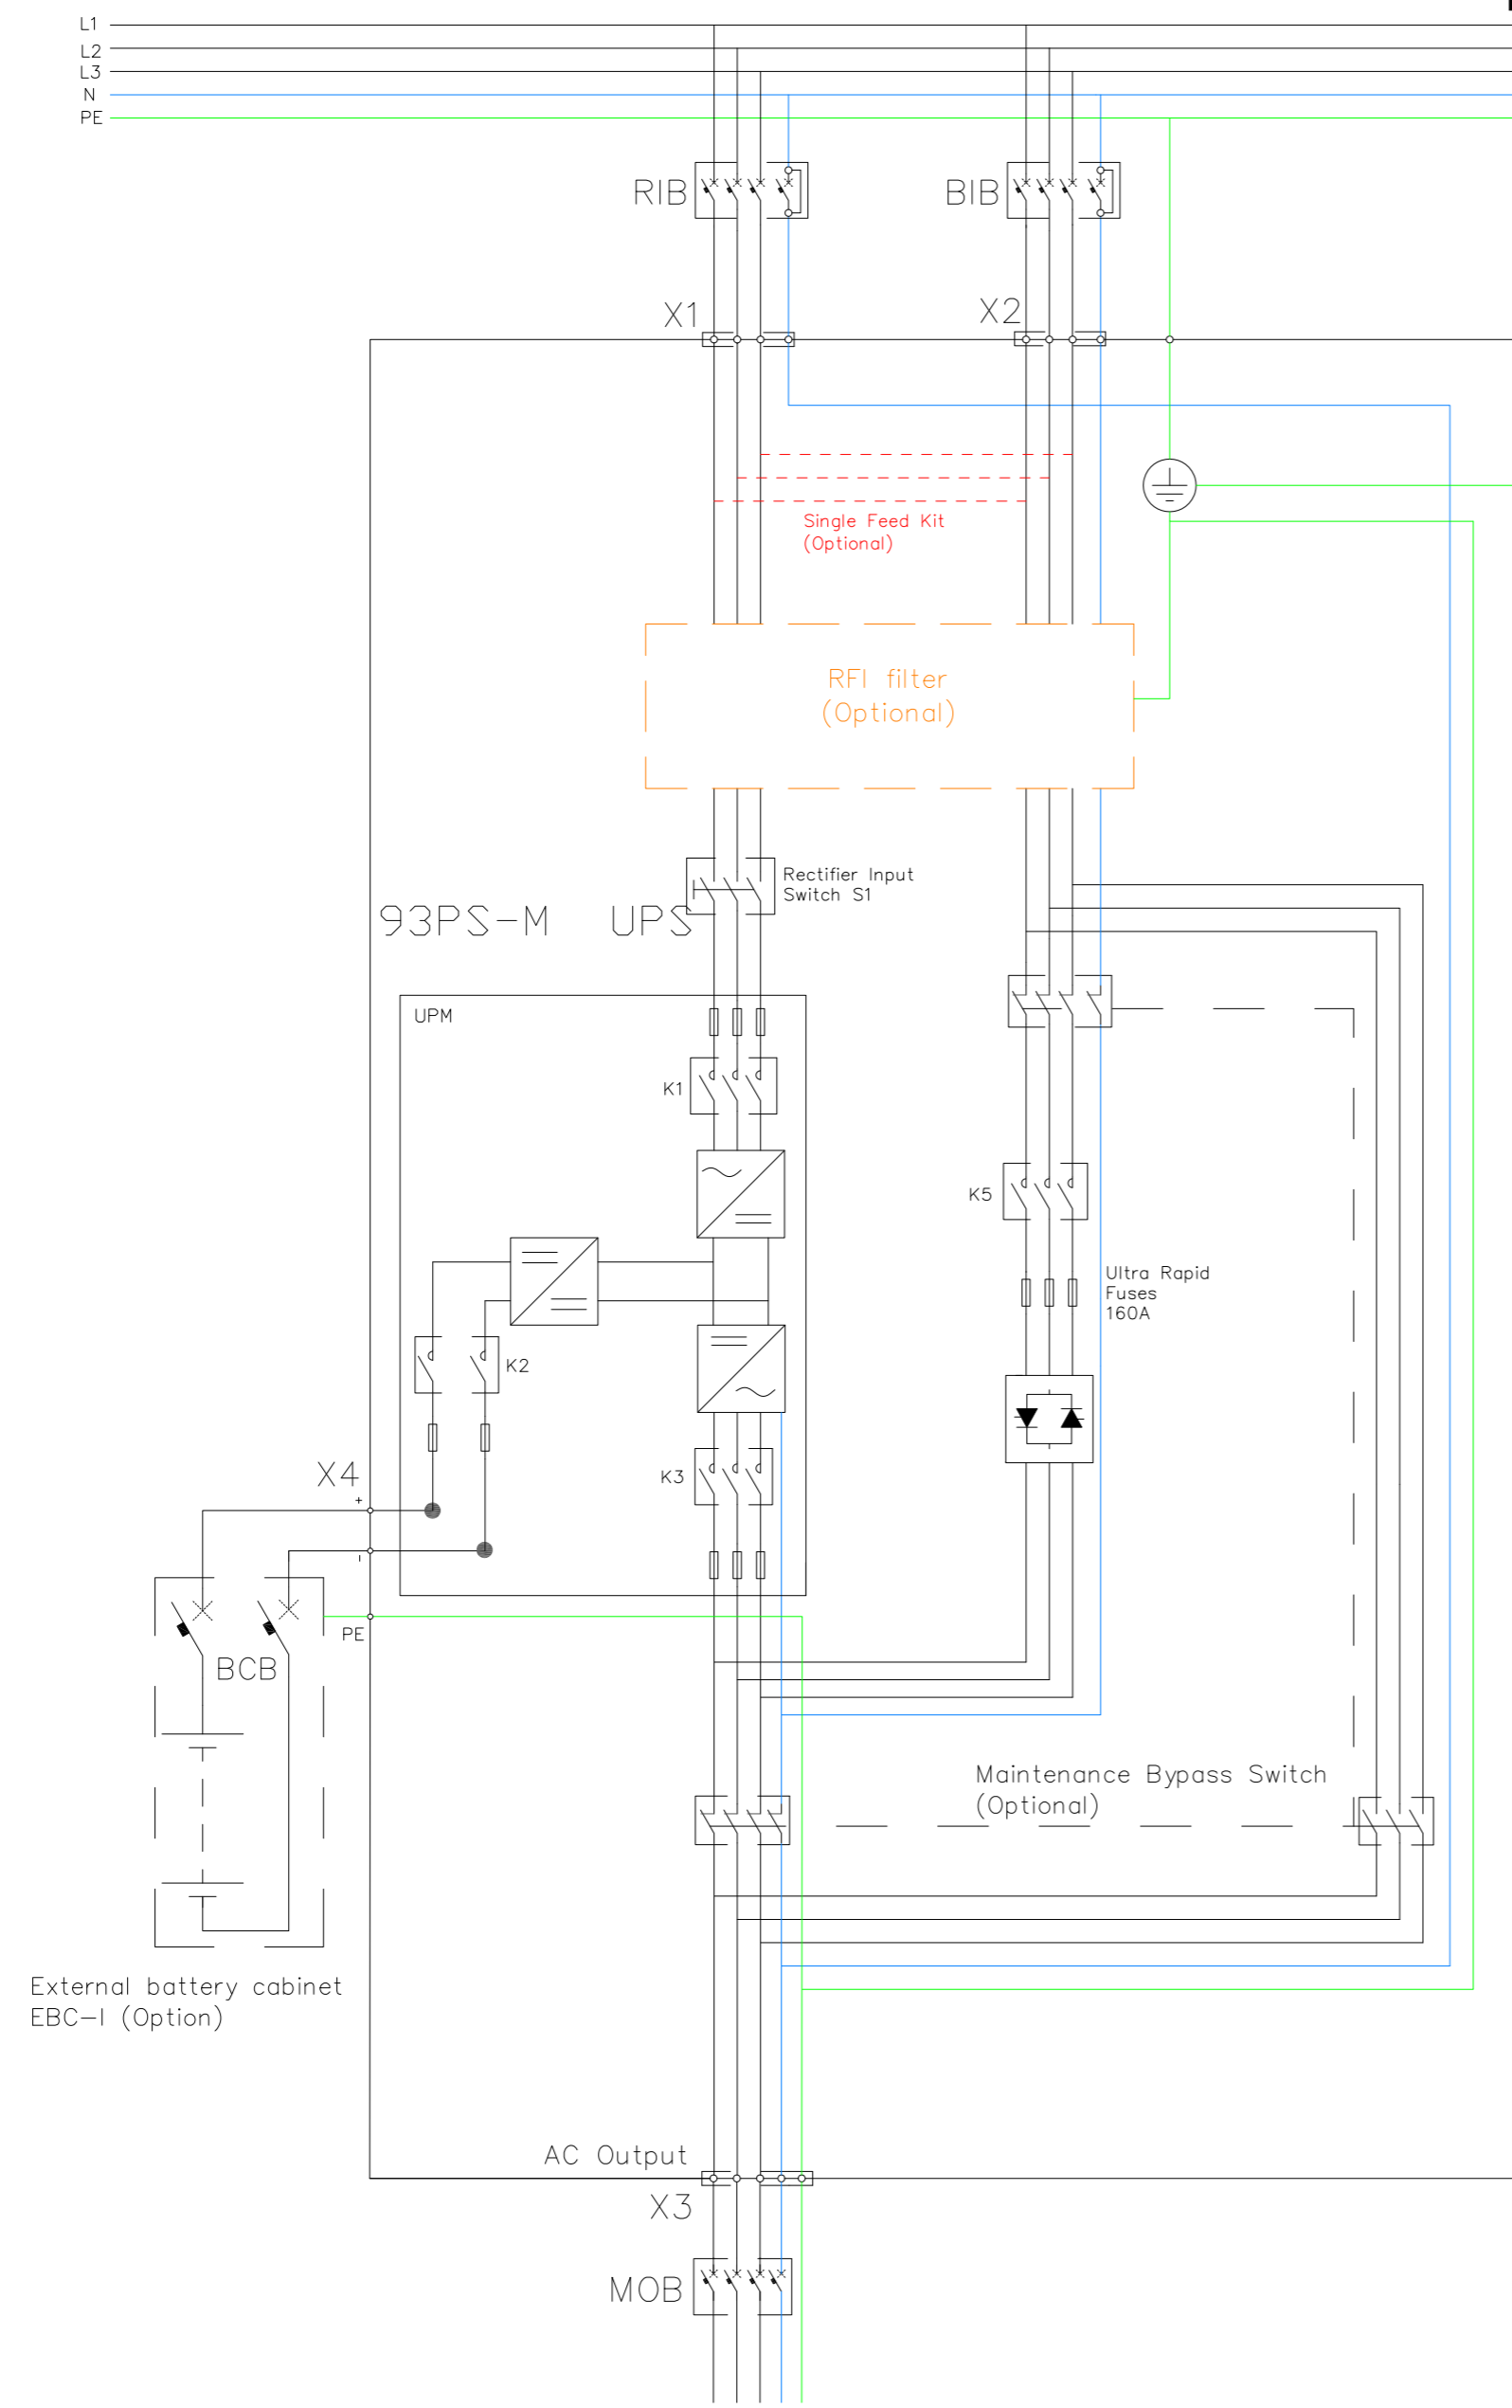 L1
L2
L3
N
PE
RIB
BIB
X1
X2
Single Feed Kit
(Optional)
RFI filter
(Optional)
Rectifier Input
Switch S1
93PS-M UPS
UPM
K1
K5
Ultra Rapid
Fuses
160A
K2
K3
X4
+
-
PE
BCB
Maintenance Bypass Switch
(Optional)
External battery cabinet
EBC-I (Option)
AC Output
X3
MOB